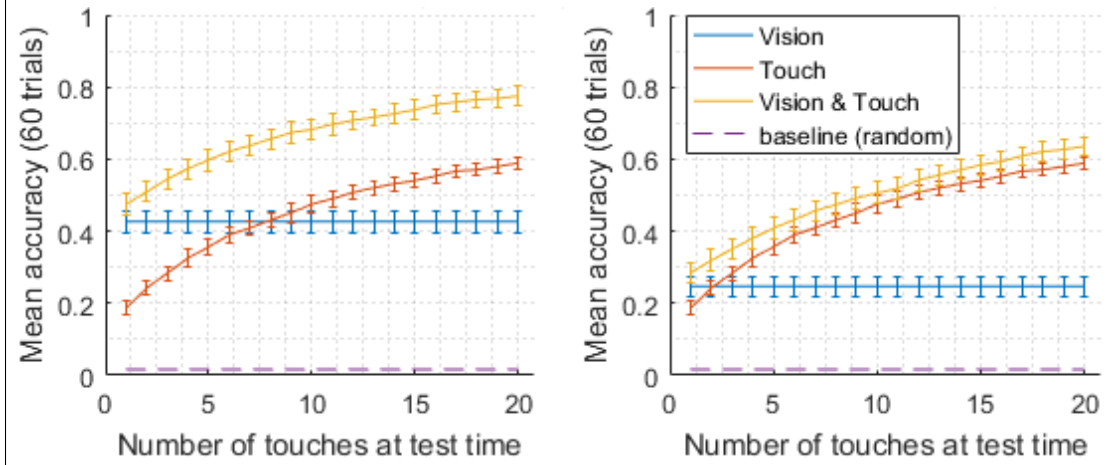 Mean accuracy (60 trials)
1
0.8
0.6
0.4
0.2
0
0 5 10 15 20
Number of touches at test time
Mean accuracy (60 trials)
1
0.8
0.6
0.4
0.2
0
0 5 10 15 20
Number of touches at test time
Vision
Touch
Vision & Touch
baseline (random)